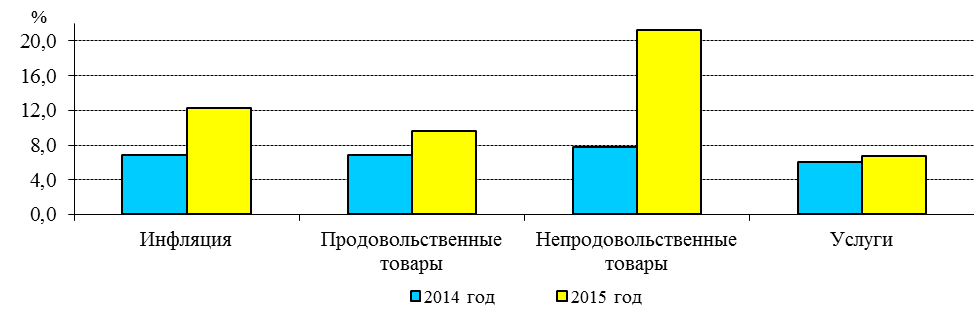 %
20,0
16,0
12,0
8,0
4,0
0,0
Инфляция
Продовольственные
товары
Непродовольственные
товары
Услуги
2014 год
2015 год